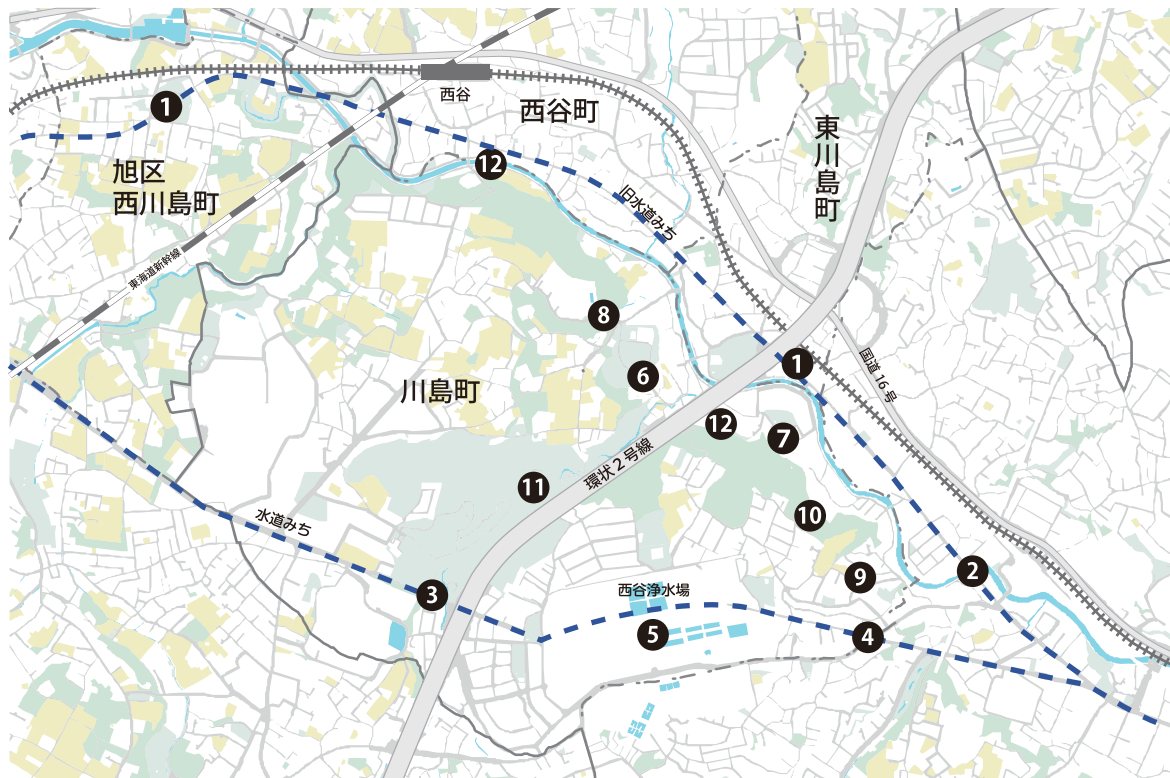 西谷
西谷町
1
12
東川島町
旭区
西川島町
旧水道みち
東海道新幹線
8
1
国道16号
6
川島町
12
7
環状2号線
11
10
水道みち
2
9
西谷浄水場
3
5
4